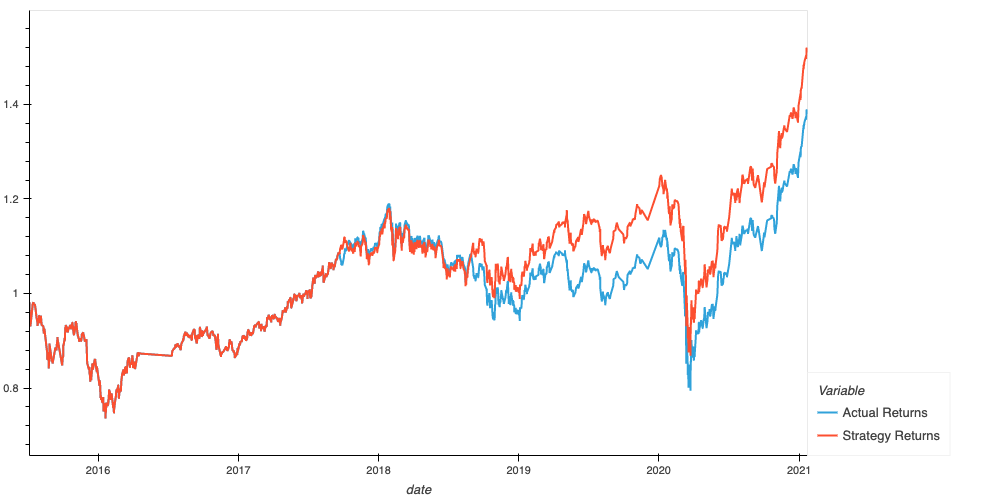 1.4
1.2
1
0.8
2016 2017 2018 2019 2020 2021
date
Variable
Actual Returns
Strategy Returns